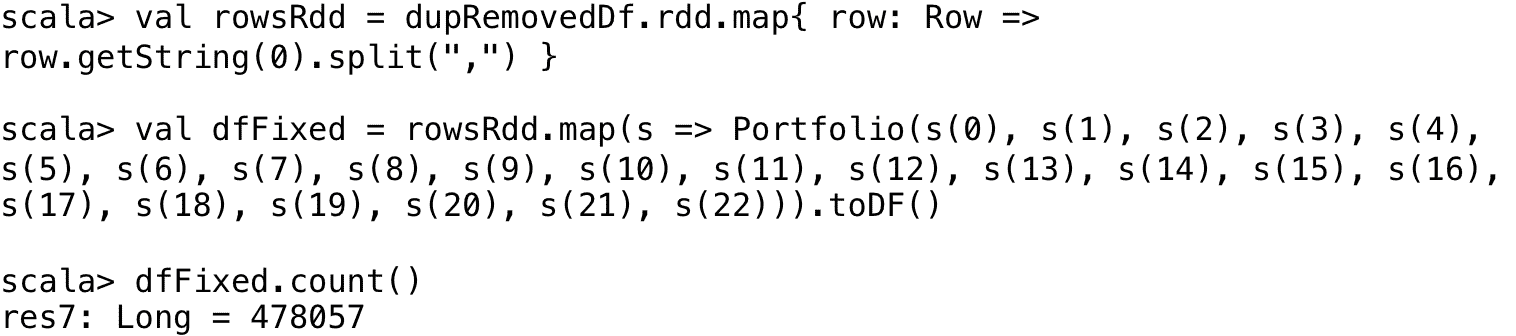 scala> val rowsRdd = dupRemovedDf.rdd.map{ row: Row =>
row.getString(0).split(",") }
scala> val dfFixed = rowsRdd.map(s => Portfolio(s(0), s(1), s(2), s(3), s(4),
s(5), s(6), s(7), s(8), s(9), s(10), s(11), s(12), s(13), s(14), s(15), s(16),
s(17), s(18), s(19), s(20), s(21), s(22))).toDF()
scala> dfFixed.count()
res7: Long = 478057